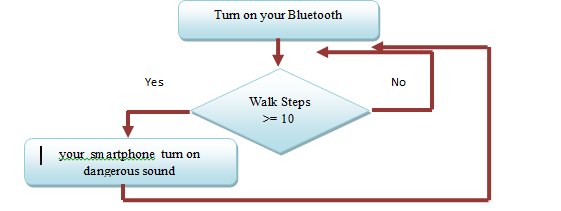 Turn on your Bluetooth
Yes
No
Walk Steps
>= 10
your smartphone turn on
dangerous sound